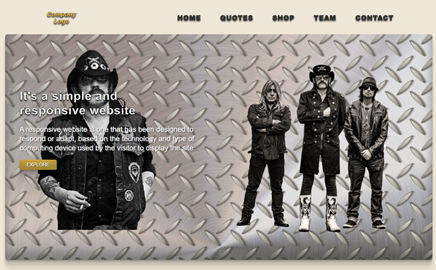 Company
Logo
HOME QUOTES SHOP TEAM CONTACT
It's a simple and
responsive website
A responsive website is one that has been designed to
respond or adapt, based on the technology and type of
computing device used by the visitor to display the site
EXPLORE